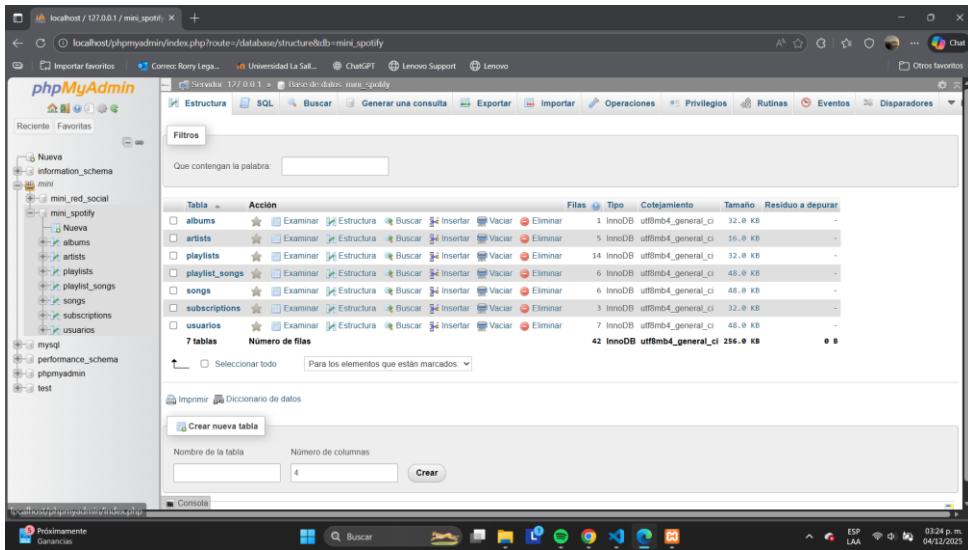 localhost / 127.0.0.1 / mini_spotify
localhost/phpmyadmin/index.php?route=/database/structure&db=mini_spotify
Chat
Importar favoritos
Correo: Rorry Lega...
Universidad La Sall...
ChatGPT
Lenovo Support
Lenovo
Otros favoritos
phpMyAdmin
Reciente Favoritas
Nueva
information_schema
mini
mini_red_social
mini_spotify
Nueva
albums
artists
playlists
playlist_songs
songs
subscriptions
usuarios
mysql
performance_schema
phpmyadmin
test
localhost/phpmyadmin/index.php
Servidor: 127.0.0.1 » Base de datos: mini_spotify
Estructura SQL Buscar Generar una consulta Exportar Importar Operaciones Privilegios Rutinas Eventos Disparadores
Filtros
Que contengan la palabra:
Tabla Acción Filas Tipo Cotejamiento Tamaño Residuo a depurar
albums Examinar Estructura Buscar Insertar Vaciar Eliminar 1 InnoDB utf8mb4_general_ci 32.0 KB -
artists Examinar Estructura Buscar Insertar Vaciar Eliminar 5 InnoDB utf8mb4_general_ci 16.0 KB -
playlists Examinar Estructura Buscar Insertar Vaciar Eliminar 14 InnoDB utf8mb4_general_ci 32.0 KB -
playlist_songs Examinar Estructura Buscar Insertar Vaciar Eliminar 6 InnoDB utf8mb4_general_ci 48.0 KB -
songs Examinar Estructura Buscar Insertar Vaciar Eliminar 6 InnoDB utf8mb4_general_ci 48.0 KB -
subscriptions Examinar Estructura Buscar Insertar Vaciar Eliminar 3 InnoDB utf8mb4_general_ci 32.0 KB -
usuarios Examinar Estructura Buscar Insertar Vaciar Eliminar 7 InnoDB utf8mb4_general_ci 48.0 KB -
7 tablas Número de filas 42 InnoDB utf8mb4_general_ci 256.0 KB 0 B
Seleccionar todo Para los elementos que están marcados:
Imprimir Diccionario de datos
Crear nueva tabla
Nombre de la tabla Número de columnas
4 Crear
Consola
5 Próximamente
Ganancias
Buscar
ESP
LAA
03:24 p. m.
04/12/2025